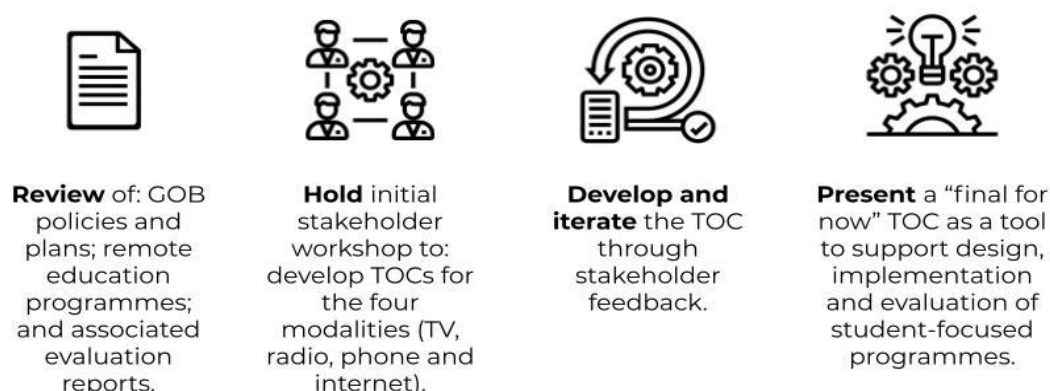 Review of: GOB
policies and
plans; remote
education
programmes;
and associated
evaluation
reports.
Hold initial
stakeholder
workshop to:
develop TOCs for
the four
modalities (TV,
radio, phone and
internet).
Develop and
iterate the TOC
through
stakeholder
feedback.
Present a “final for
now” TOC as a tool
to support design,
implementation
and evaluation of
student-focused
programmes.